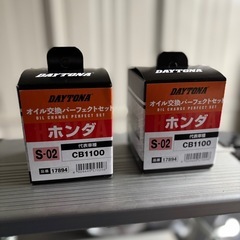 DAYTONA
オイル交換パーフェクトセット
OIL CHANGE PERFECT SET
ホンダ
S-02
代表車種
CB1100
品番 17894
DAYTONA
オイル交換パーフェクトセット
OIL CHANGE PERFECT SET
ホンダ
S-02
代表車種
CB1100
17894